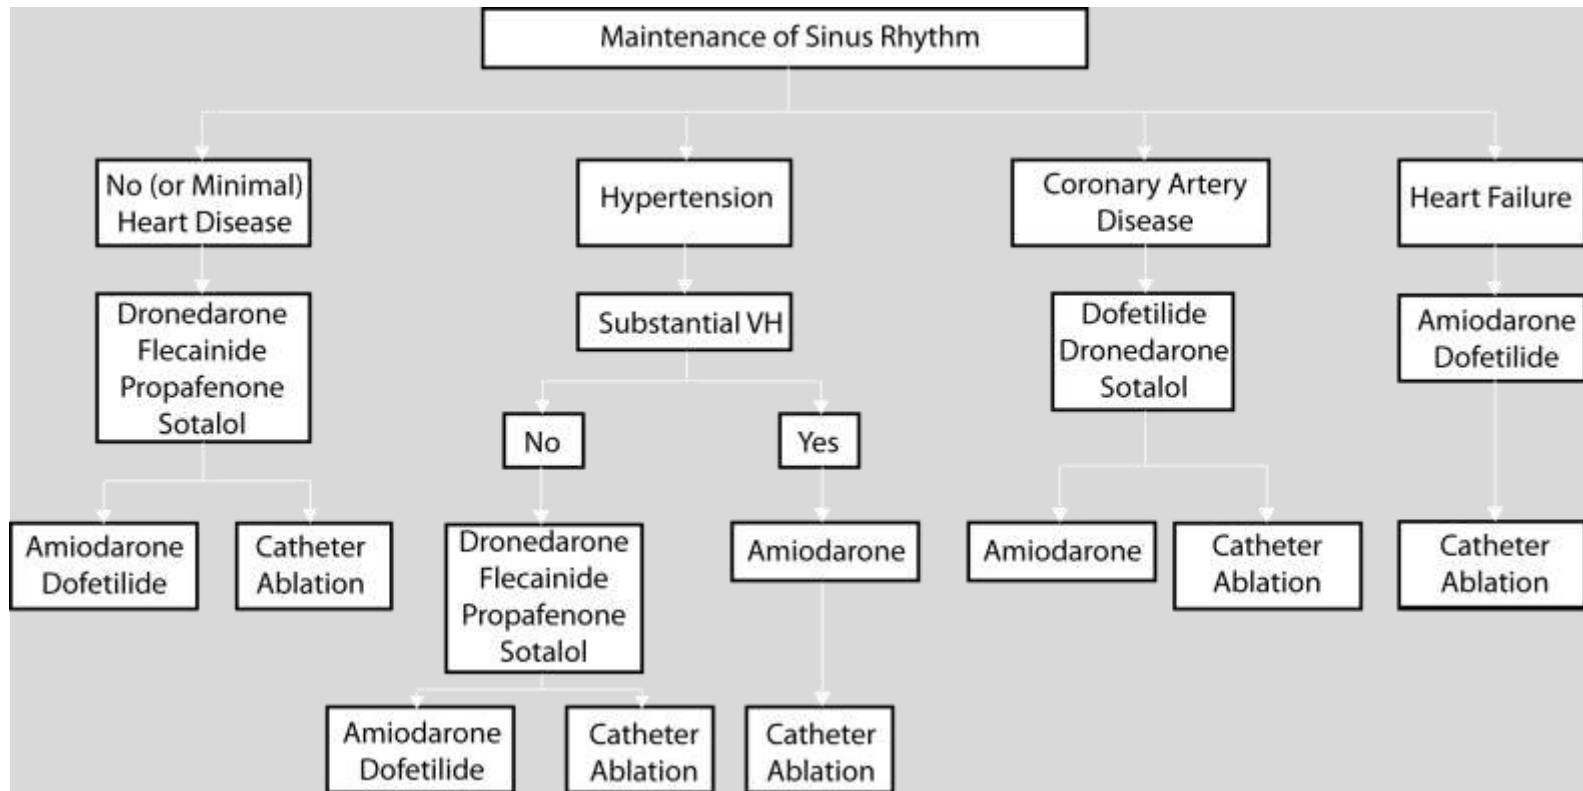 Maintenance of Sinus Rhythm
No (or Minimal)
Heart Disease
Hypertension
Coronary Artery
Disease
Heart Failure
Dronedarone
Flecainide
Propafenone
Sotalol
Substantial VH
Dofetilide
Dronedarone
Sotalol
Amiodarone
Dofetilide
No
Yes
Amiodarone
Dofetilide
Catheter
Ablation
Dronedarone
Flecainide
Propafenone
Sotalol
Amiodarone
Amiodarone
Catheter
Ablation
Catheter
Ablation
Amiodarone
Dofetilide
Catheter
Ablation
Catheter
Ablation